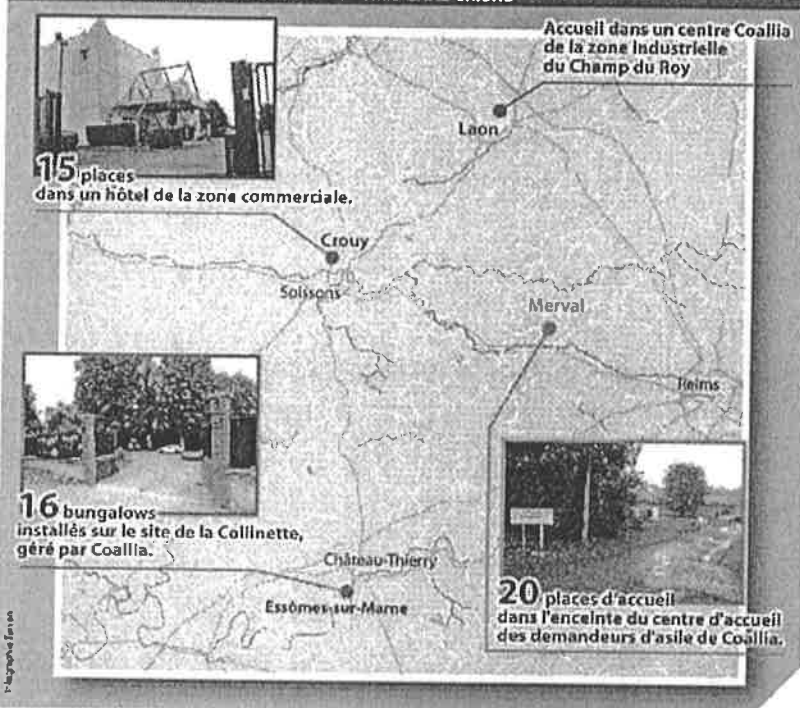 Accueil dans un centre Coallia
de la zone industrielle
du Champ du Roy
Laon
15 places
dans un hôtel de la zone commerciale.
Crouy
Soissons
Merval
Reims
16 bungalows
installés sur le site de la Collinette,
géré par Coallia.
Château-Thierry
Essômes-sur-Marne
20 places d'accueil
dans l'enceinte du centre d'accueil
des demandeurs d'asile de Coallia.